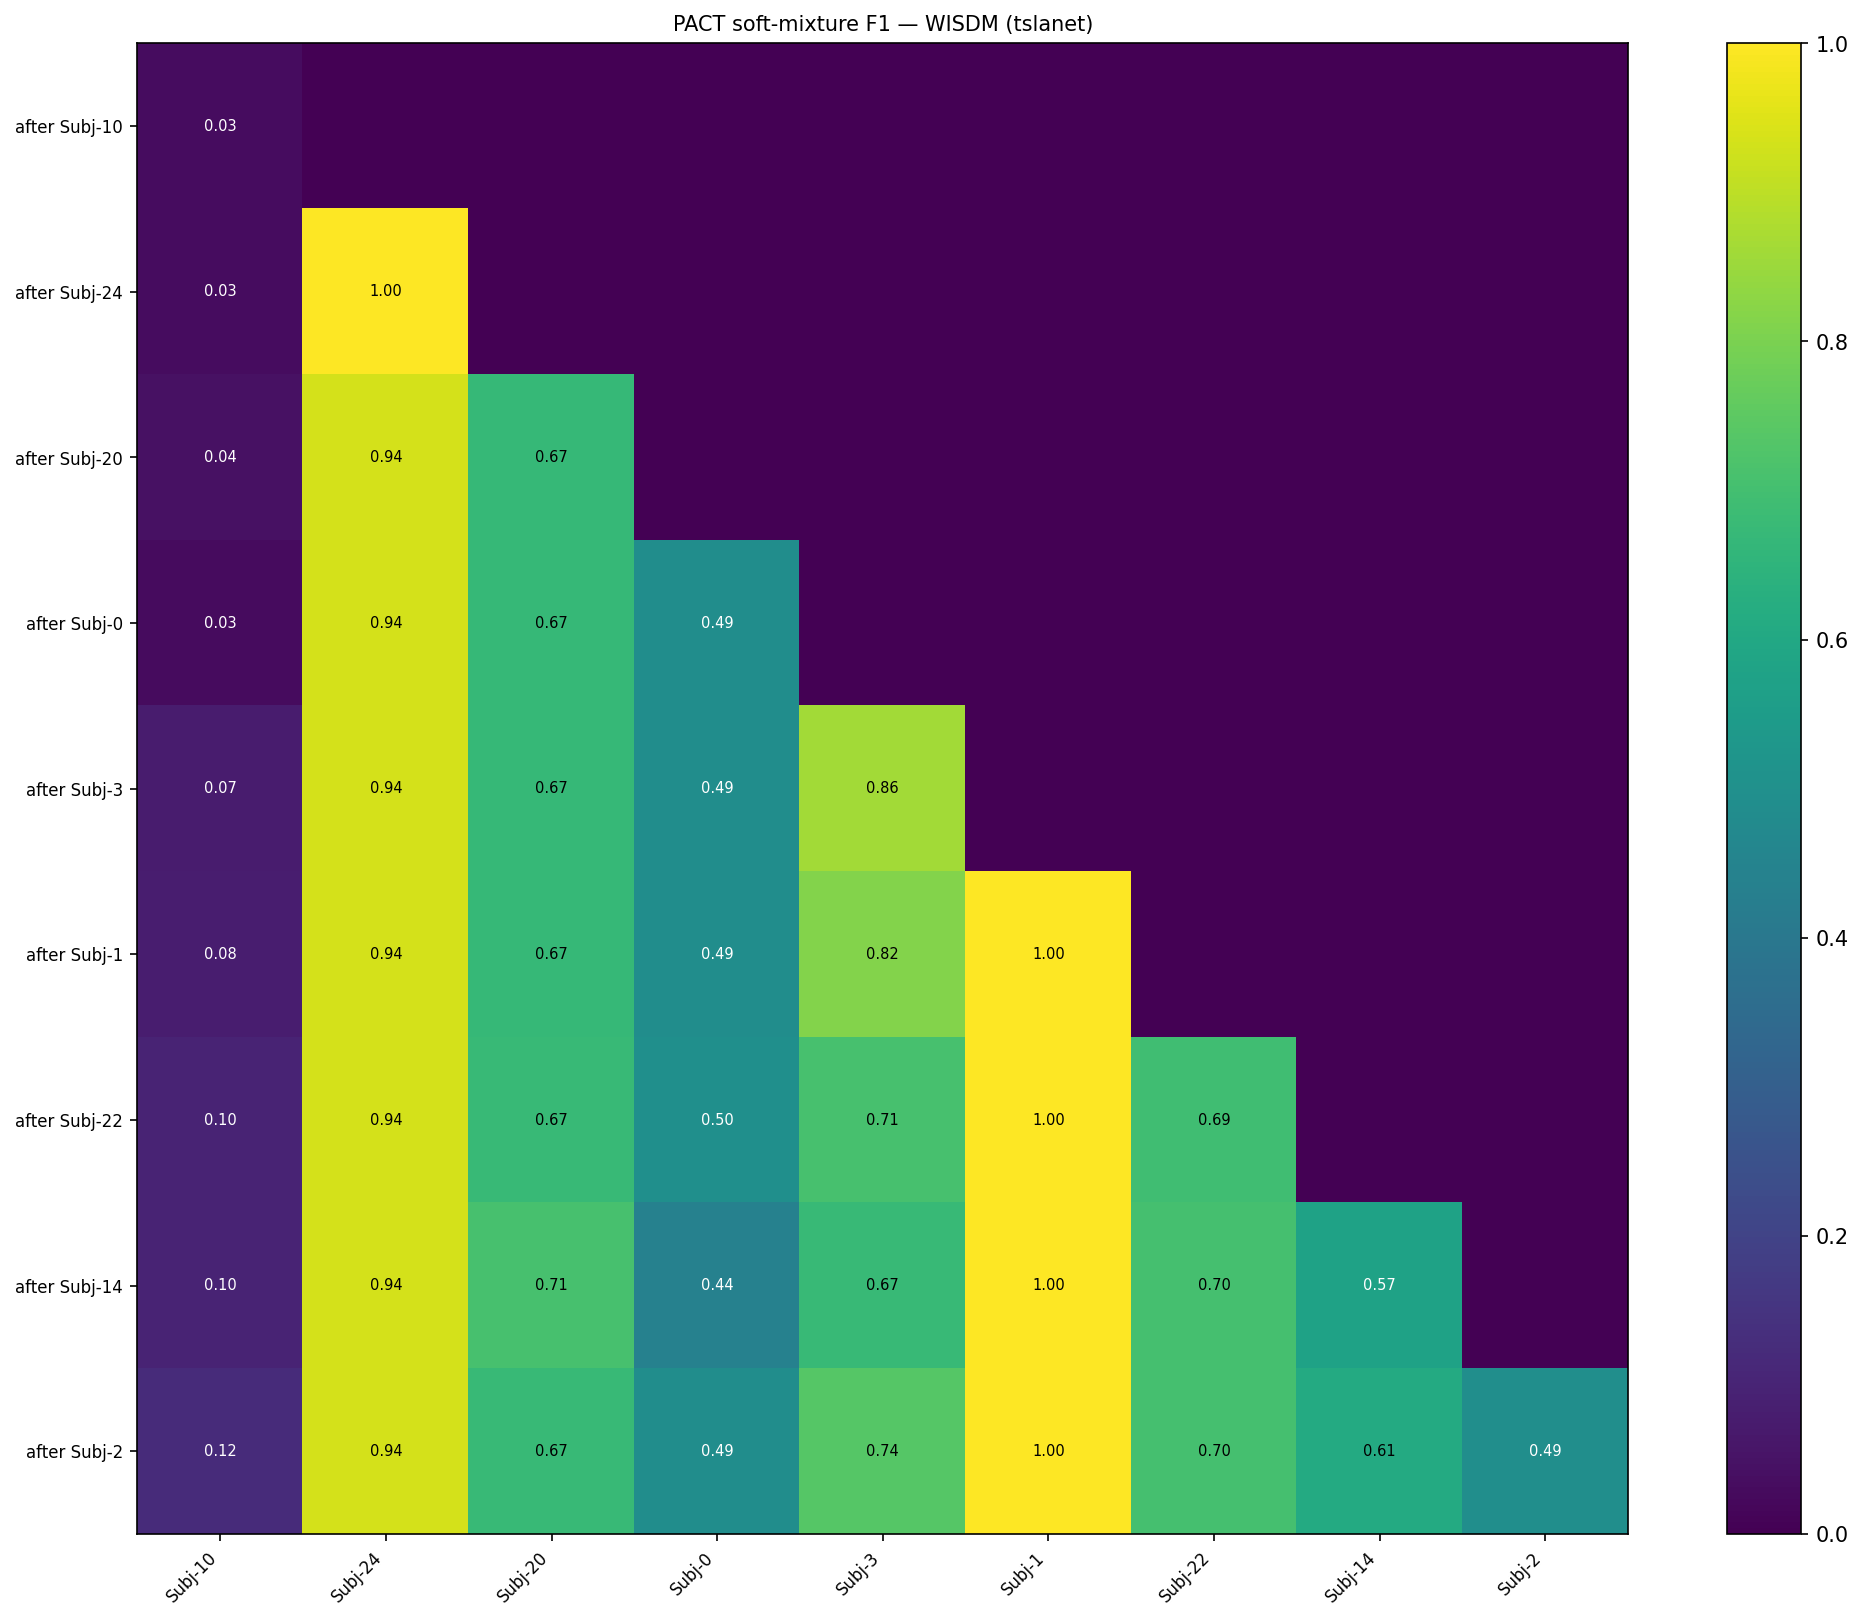 PACT soft-mixture F1 — WISDM (tslanet)
1.0
after Subj-10 0.03
after Subj-24 0.03 1.00
0.8
after Subj-20 0.04 0.94 0.67
after Subj-0 0.03 0.94 0.67 0.49
0.6
after Subj-3 0.07 0.94 0.67 0.49 0.86
0.4
after Subj-1 0.08 0.94 0.67 0.49 0.82 1.00
after Subj-22 0.10 0.94 0.67 0.50 0.71 1.00 0.69
0.2
after Subj-14 0.10 0.94 0.71 0.44 0.67 1.00 0.70 0.57
after Subj-2 0.12 0.94 0.67 0.49 0.74 1.00 0.70 0.61 0.49
0.0
Subj-10 Subj-24 Subj-20 Subj-0 Subj-3 Subj-1 Subj-22 Subj-14 Subj-2